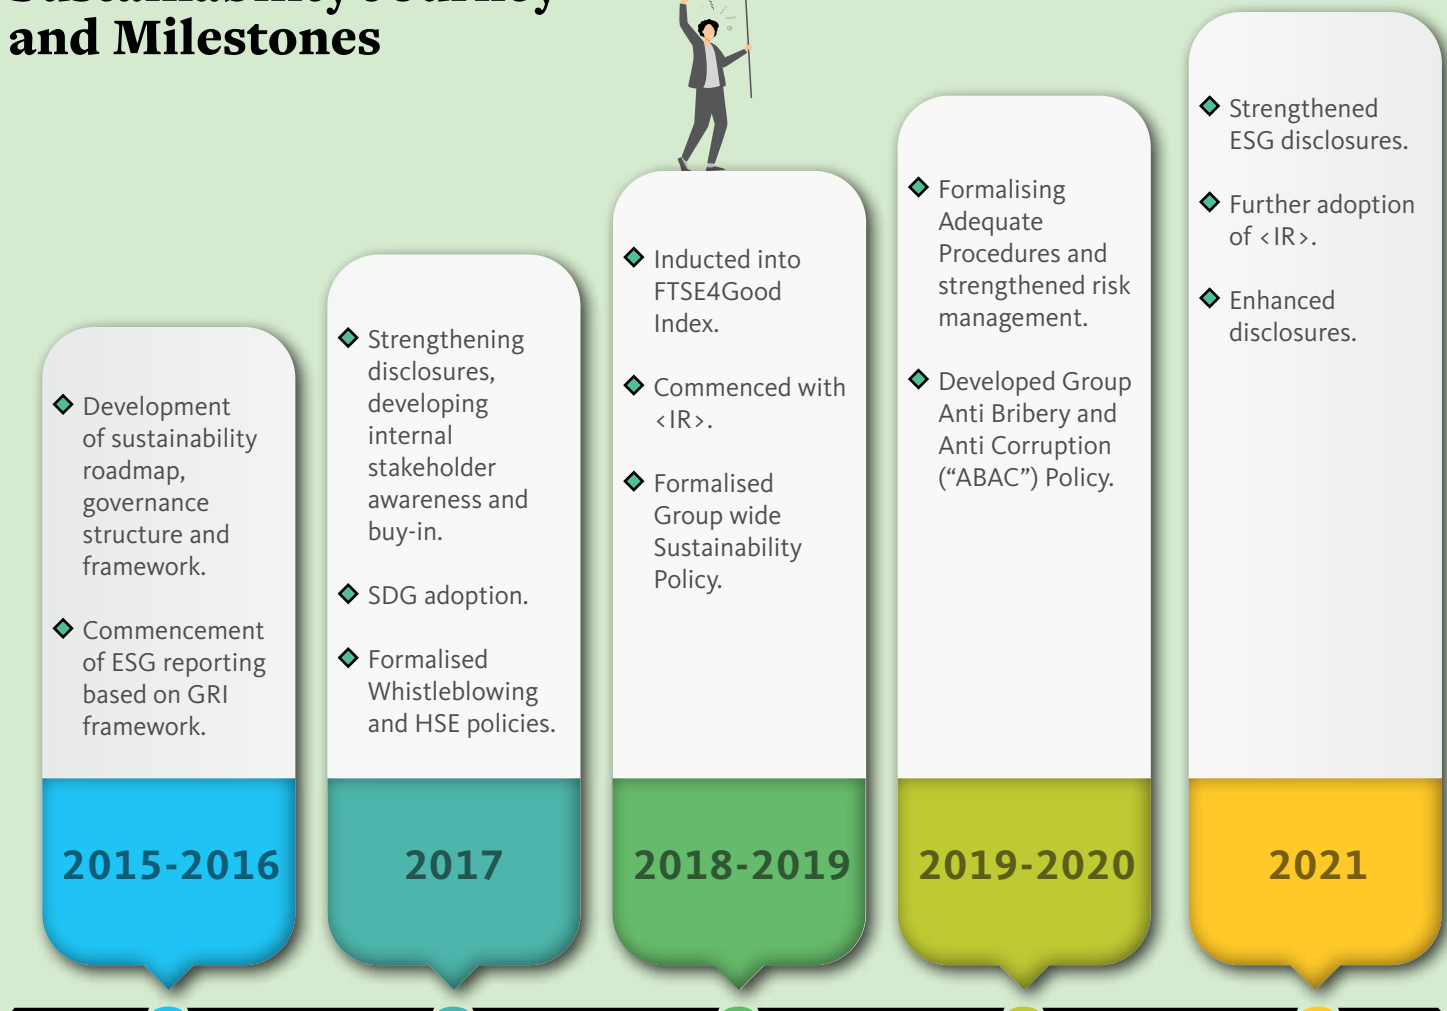 Sustainability Journey
and Milestones
Development
of sustainability
roadmap,
governance
structure and
framework.
Commencement
of ESG reporting
based on GRI
framework.
2015-2016
Strengthening
disclosures,
developing
internal
stakeholder
awareness and
buy-in.
SDG adoption.
Formalised
Whistleblowing
and HSE policies.
2017
Inducted into
FTSE4Good
Index.
Commenced with
<IR>.
Formalised
Group wide
Sustainability
Policy.
2018-2019
Formalising
Adequate
Procedures and
strengthened risk
management.
Developed Group
Anti Bribery and
Anti Corruption
(“ABAC”) Policy.
2019-2020
Strengthened
ESG disclosures.
Further adoption
of <IR>.
Enhanced
disclosures.
2021